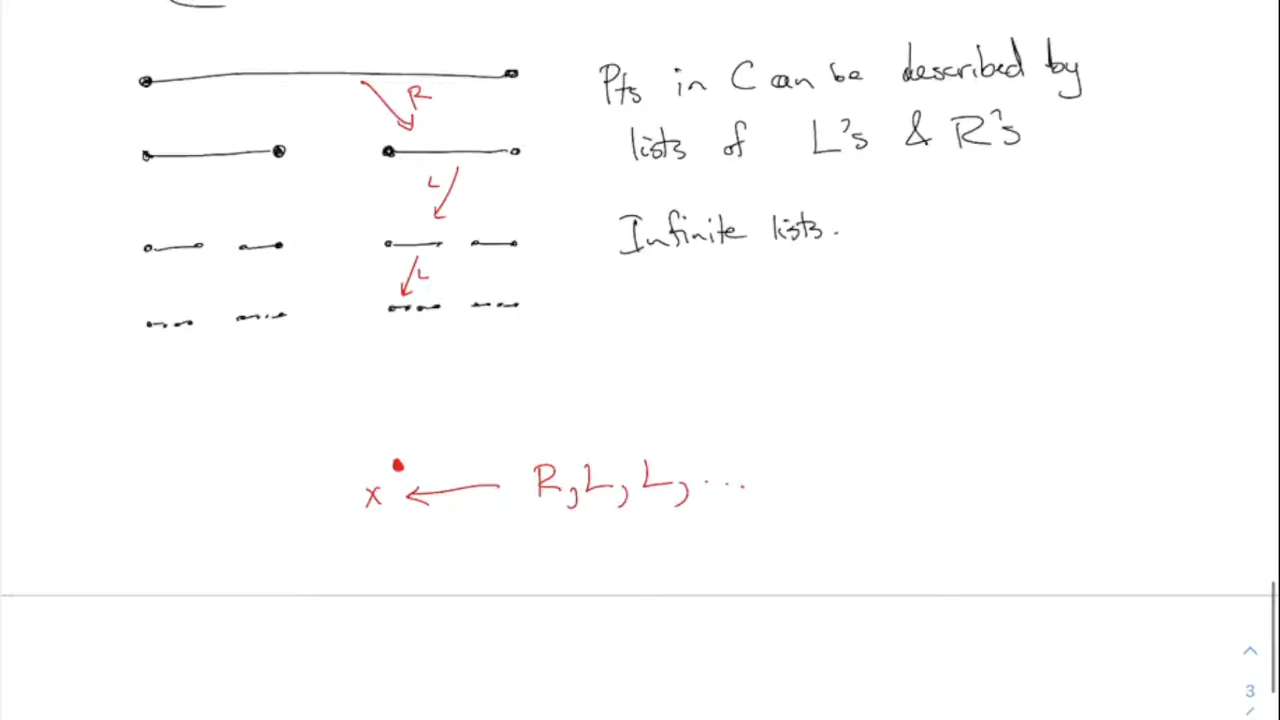 Pts in C can be described by
lists of L's & R's
R
L
Infinite lists.
L
x ← R, L, L, ...
3